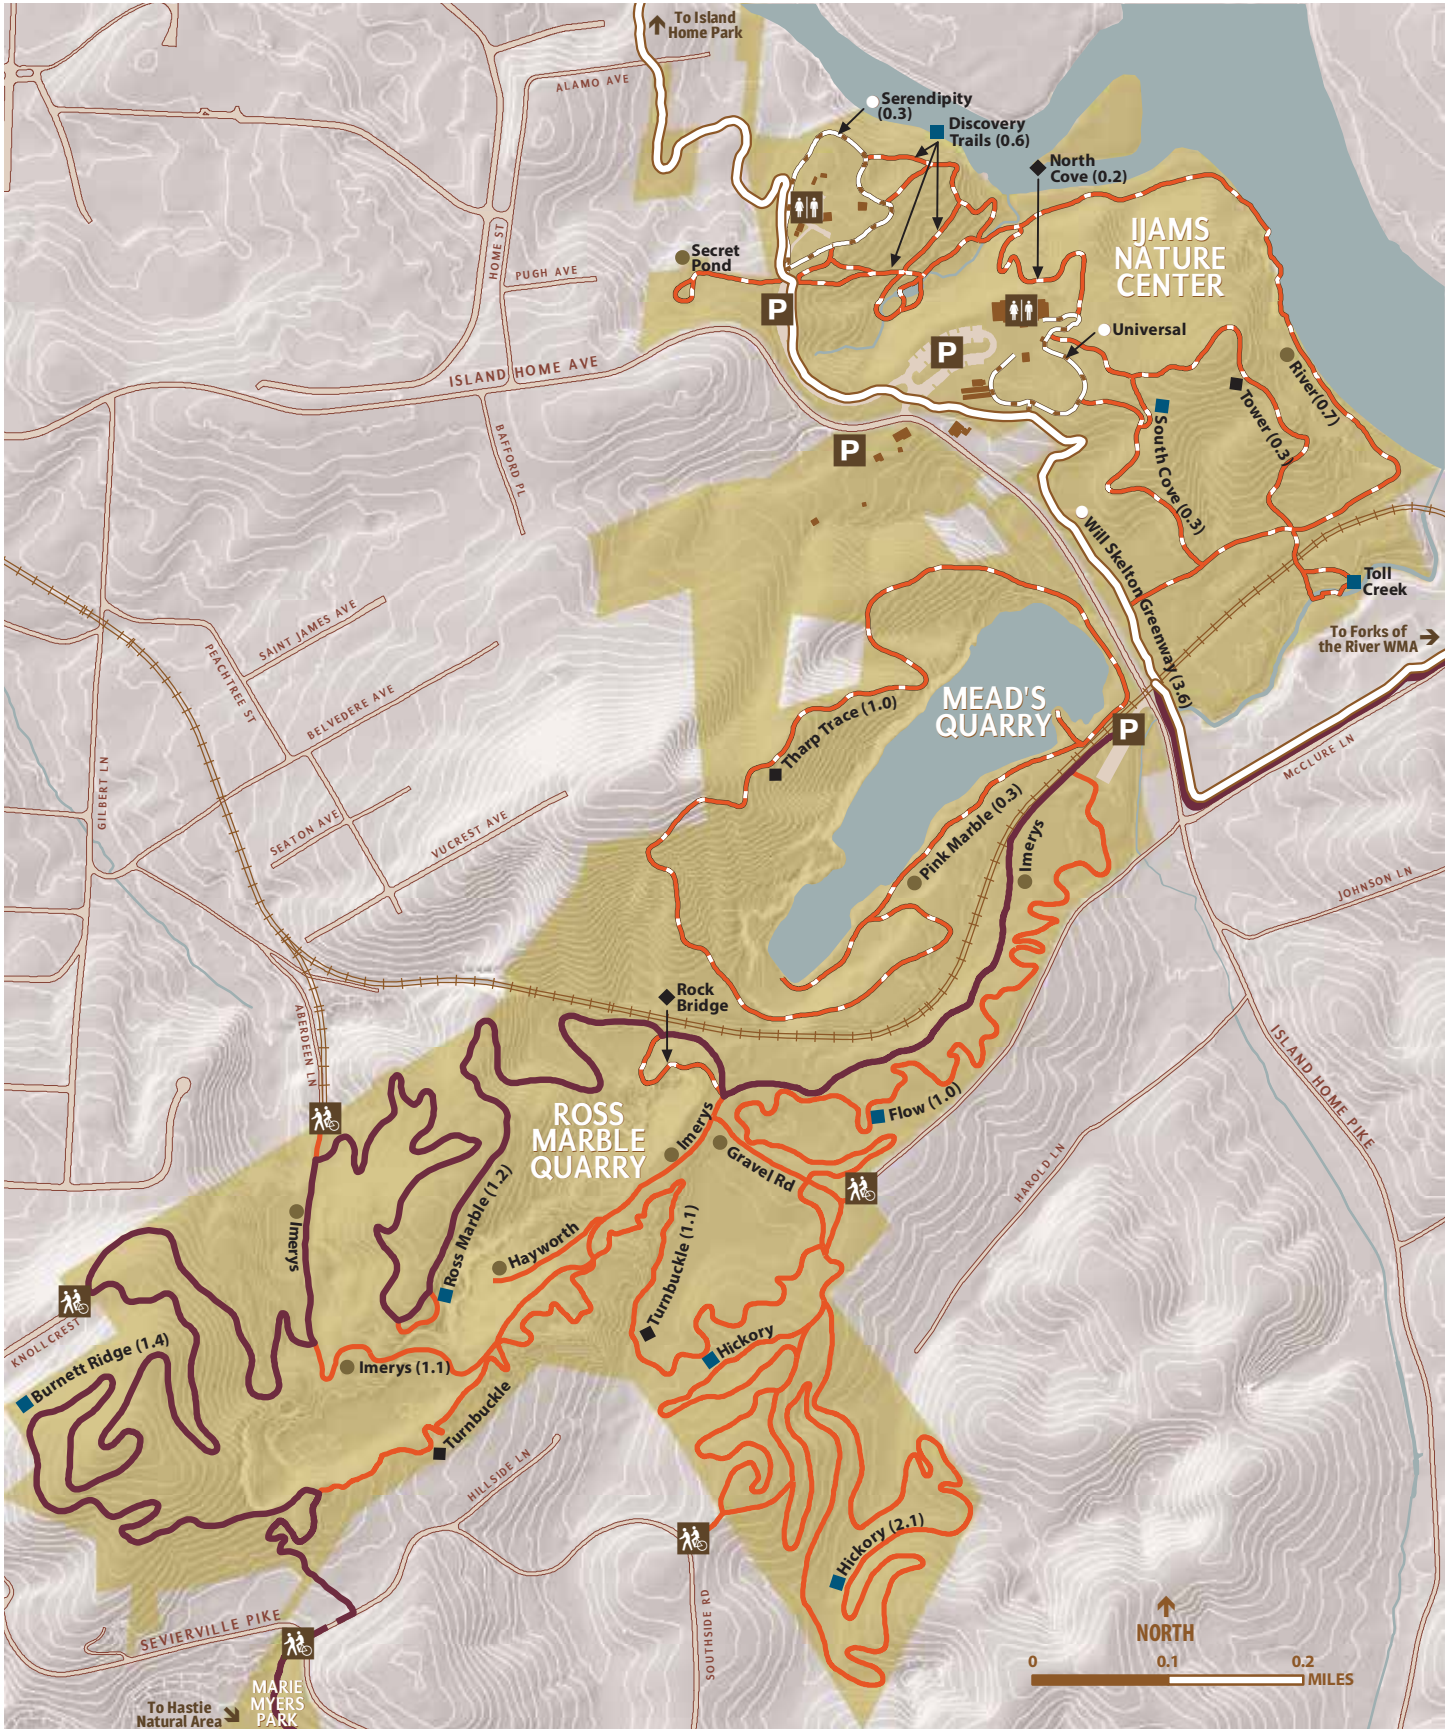 To Island
Home Park
ALAMO AVE
Serendipity
(0.3)
Discovery
Trails (0.6)
North
Cove (0.2)
IJAMS
NATURE
CENTER
HOME ST
Secret
Pond
PUGH AVE
P
Universal
P
ISLAND HOME AVE
River (0.7)
Tower (0.3)
South Cove (0.3)
BAFFORD PL
P
Will Skelton Greenway (3.6)
Toll
Creek
To Forks of
the River WMA
SAINT JAMES AVE
PEACHTREE ST
BELVEDERE AVE
MEAD'S
QUARRY
P
Tharp Trace (1.0)
McCLURE LN
GILBERT LN
SEATON AVE
VUCREST AVE
Pink Marble (0.3)
Imerys
JOHNSON LN
Rock
Bridge
ABERDEEN LN
ISLAND HOME PIKE
Flow (1.0)
ROSS
MARBLE
QUARRY
Imerys
Gravel Rd
HAROLD LN
Ross Marble (1.2)
Imerys
Hayworth
Turnbuckle (1.1)
KNOLLCREST
Hickory
Burnett Ridge (1.4)
Imerys (1.1)
Turnbuckle
HILLSIDE LN
Hickory (2.1)
SEVIERVILLE PIKE
SOUTHSIDE RD
NORTH
0
0.1
0.2
MILES
MARIE
MYERS
PARK
To Hastie
Natural Area